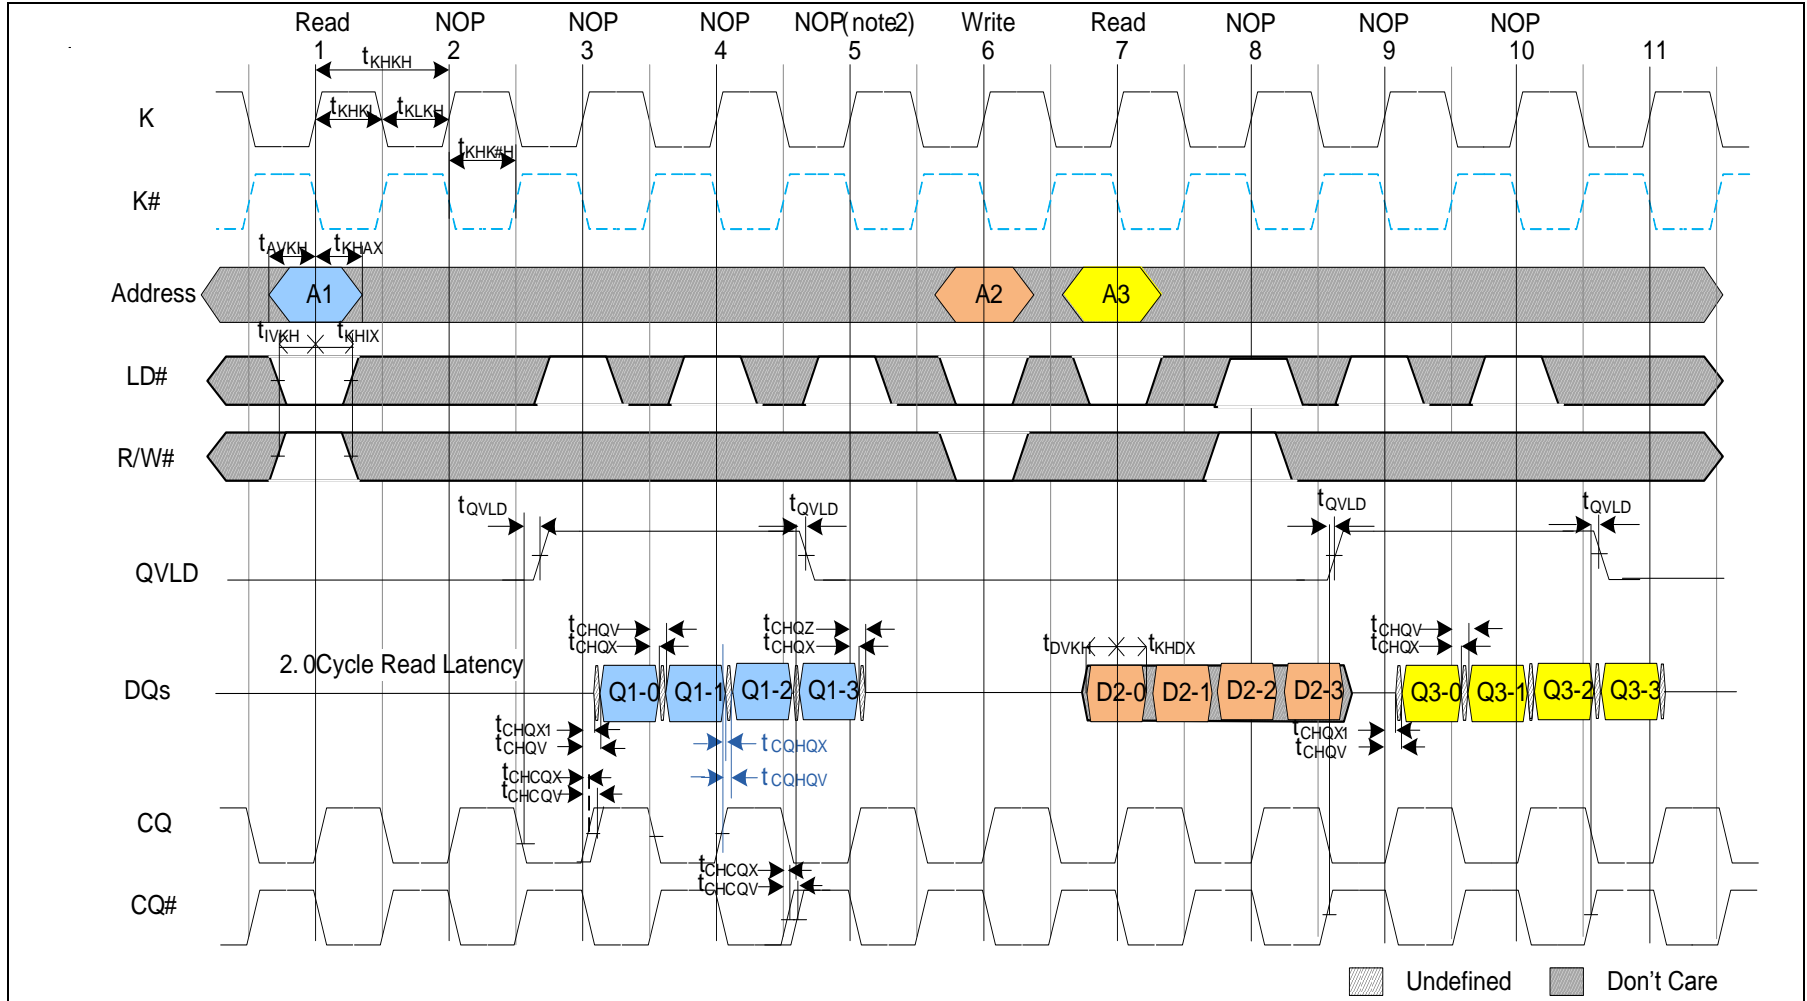 Read NOP NOP NOP NOP(note2) Write Read NOP NOP NOP
1 2 3 4 5 6 7 8 9 10 11
tKHKH
K
tKHKL tKLKH
tKHK#H
K#
tAVKH tKHAX
Address A1 A2 A3
tIVKH tKHIX
LD#
R/W#
tQVLD tQVLD tQVLD tQVLD
QVLD
tCHQV tCHQZ tCHQV
tCHQX tCHQX tDVKH tKHDX tCHQX
2.0Cycle Read Latency
DQs Q1-0 Q1-1 Q1-2 Q1-3 D2-0 D2-1 D2-2 D2-3 Q3-0 Q3-1 Q3-2 Q3-3
tCHQX1 tCQHQX tCHQX1
tCHQV tCHQV
tCHCQX tCQHQV
tCHCQV
CQ
tCHCQX
tCHCQV
CQ#
Undefined Don't Care